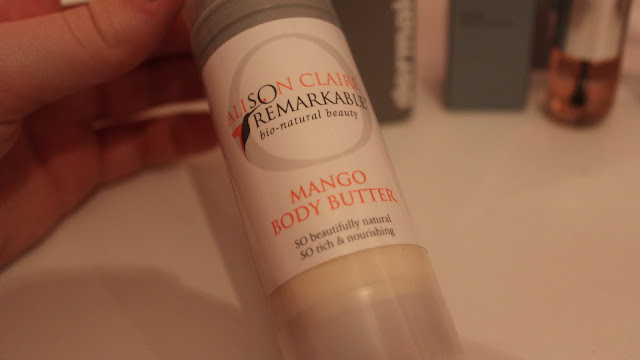 ALISON CLAIRE
REMARKABLE
bio-natural beauty
MANGO
BODY BUTTER
SO beautifully natural
SO rich & nourishing